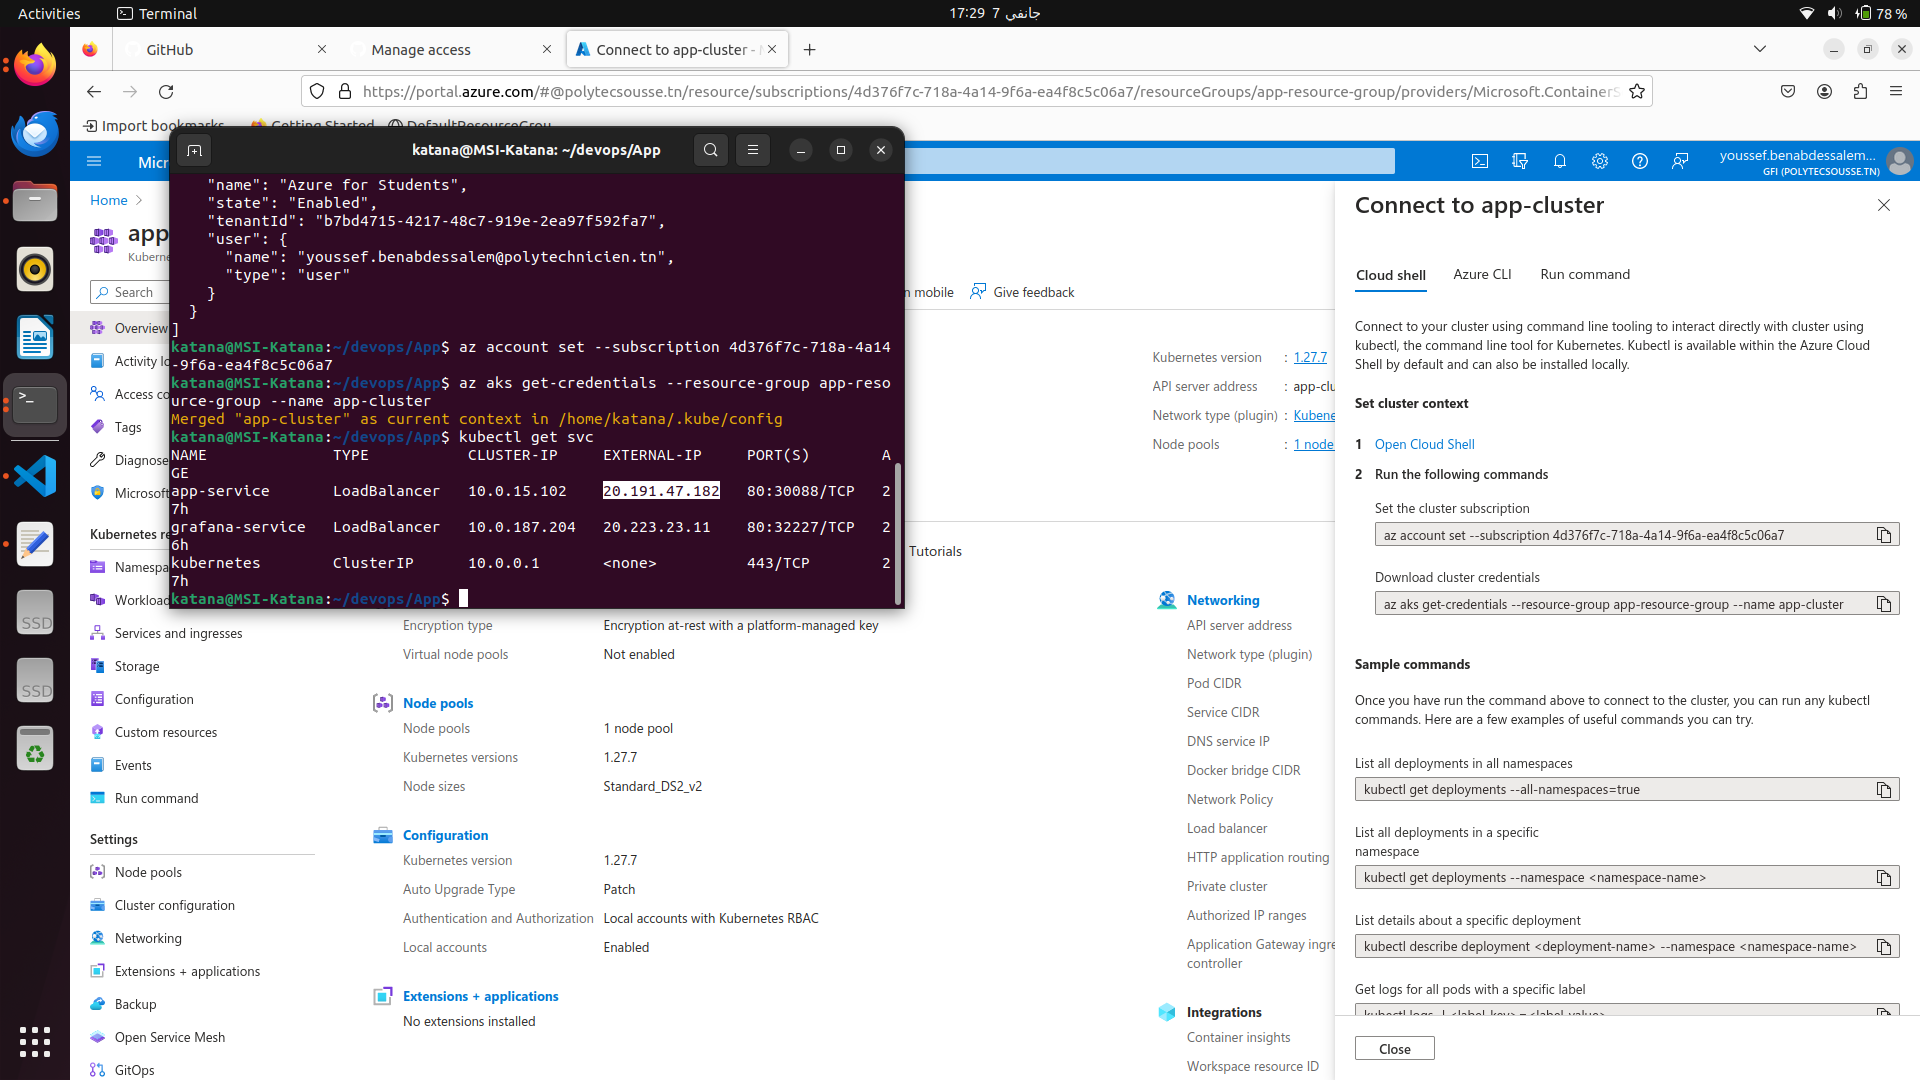 Activities
Terminal
17:29 7 جانفي
78 %
GitHub
Manage access
Connect to app-cluster -
https://portal.azure.com/#@polytecsousse.tn/resource/subscriptions/4d376f7c-718a-4a14-9f6a-ea4f8c5c06a7/resourceGroups/app-resource-group/providers/Microsoft.ContainerS
Import bookmarks
Getting Started
DefaultResourceGrou
katana@MSI-Katana: ~/devops/App
Micr
youssef.benabdessalem...
GFI (POLYTECSOUSSE.TN)
"name": "Azure for Students",
"state": "Enabled",
"tenantId": "b7bd4715-4217-48c7-919e-2ea97f592fa7",
"user": {
"name": "youssef.benabdessalem@polytechnicien.tn",
"type": "user"
}
}
]
katana@MSI-Katana:~/devops/App$ az account set --subscription 4d376f7c-718a-4a14
-9f6a-ea4f8c5c06a7
katana@MSI-Katana:~/devops/App$ az aks get-credentials --resource-group app-reso
urce-group --name app-cluster
Merged "app-cluster" as current context in /home/katana/.kube/config
katana@MSI-Katana:~/devops/App$ kubectl get svc
NAME TYPE CLUSTER-IP EXTERNAL-IP PORT(S) A
GE
app-service LoadBalancer 10.0.15.102 20.191.47.182 80:30088/TCP 2
7h
grafana-service LoadBalancer 10.0.187.204 20.223.23.11 80:32227/TCP 2
6h
kubernetes ClusterIP 10.0.0.1 <none> 443/TCP 2
7h
katana@MSI-Katana:~/devops/App$
Home
app
Kuberne
Search
Overview
Activity lo
Access co
Tags
Diagnose
Microsoft
Kubernetes re
Namespa
Workload
Services and ingresses
Storage
Configuration
Custom resources
Events
Run command
Settings
Node pools
Cluster configuration
Networking
Extensions + applications
Backup
Open Service Mesh
GitOps
SSD
SSD
n mobile
Give feedback
Kubernetes version : 1.27.7
API server address : app-clu
Network type (plugin) : Kubene
Node pools : 1 node
Tutorials
Encryption type Encryption at-rest with a platform-managed key
Virtual node pools Not enabled
Node pools
Node pools 1 node pool
Kubernetes versions 1.27.7
Node sizes Standard_DS2_v2
Configuration
Kubernetes version 1.27.7
Auto Upgrade Type Patch
Authentication and Authorization Local accounts with Kubernetes RBAC
Local accounts Enabled
Extensions + applications
No extensions installed
Networking
API server address
Network type (plugin)
Pod CIDR
Service CIDR
DNS service IP
Docker bridge CIDR
Network Policy
Load balancer
HTTP application routing
Private cluster
Authorized IP ranges
Application Gateway ingre
controller
Integrations
Container insights
Workspace resource ID
Connect to app-cluster
Cloud shell
Azure CLI
Run command
Connect to your cluster using command line tooling to interact directly with cluster using
kubectl, the command line tool for Kubernetes. Kubectl is available within the Azure Cloud
Shell by default and can also be installed locally.
Set cluster context
1 Open Cloud Shell
2 Run the following commands
Set the cluster subscription
az account set --subscription 4d376f7c-718a-4a14-9f6a-ea4f8c5c06a7
Download cluster credentials
az aks get-credentials --resource-group app-resource-group --name app-cluster
Sample commands
Once you have run the command above to connect to the cluster, you can run any kubectl
commands. Here are a few examples of useful commands you can try.
List all deployments in all namespaces
kubectl get deployments --all-namespaces=true
List all deployments in a specific
namespace
kubectl get deployments --namespace <namespace-name>
List details about a specific deployment
kubectl describe deployment <deployment-name> --namespace <namespace-name>
Get logs for all pods with a specific label
kubectl logs -l <label-key>=<label-value>
Close